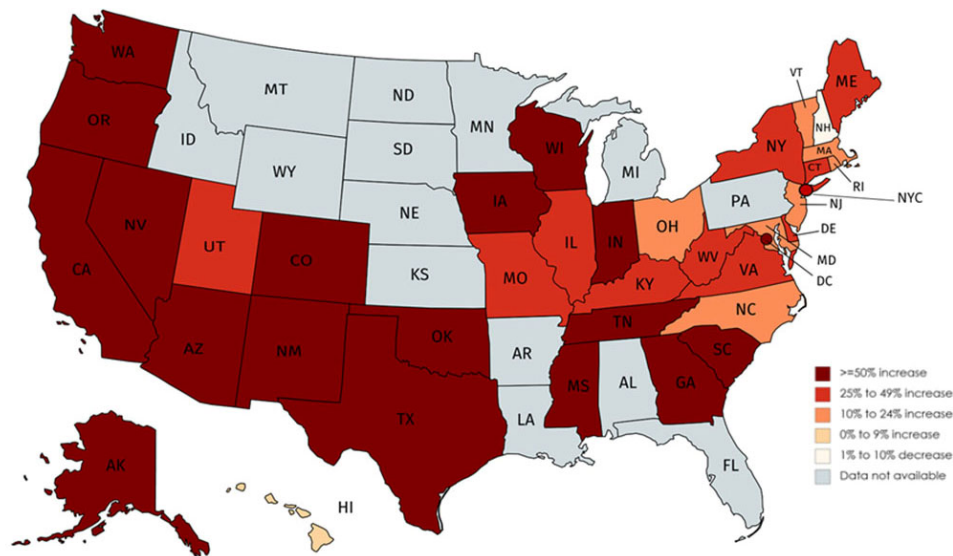 WA
MT
ND
MN
OR
ID
WY
SD
WI
MI
NE
IA
NV
UT
CO
KS
MO
IL
IN
OH
PA
NY
VT
NH
ME
MA
CT
RI
NYC
NJ
DE
MD
DC
WV
VA
KY
CA
AZ
NM
OK
AR
TN
NC
SC
TX
LA
MS
AL
GA
FL
AK
HI
>=50% increase
25% to 49% increase
10% to 24% increase
0% to 9% increase
1% to 10% decrease
Data not available